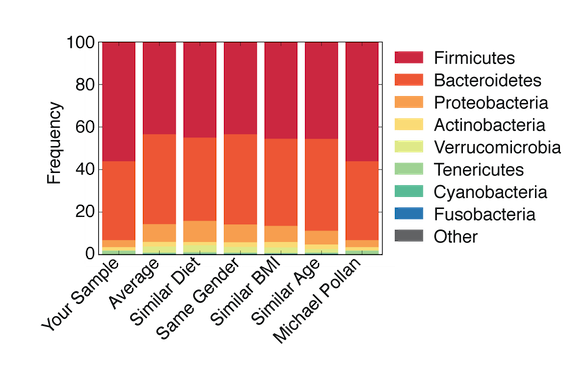 100
80
60
40
20
0
Frequency
Your Sample
Average
Similar Diet
Same Gender
Similar BMI
Similar Age
Michael Pollan
Firmicutes
Bacteroidetes
Proteobacteria
Actinobacteria
Verrucomicrobia
Tenericutes
Cyanobacteria
Fusobacteria
Other